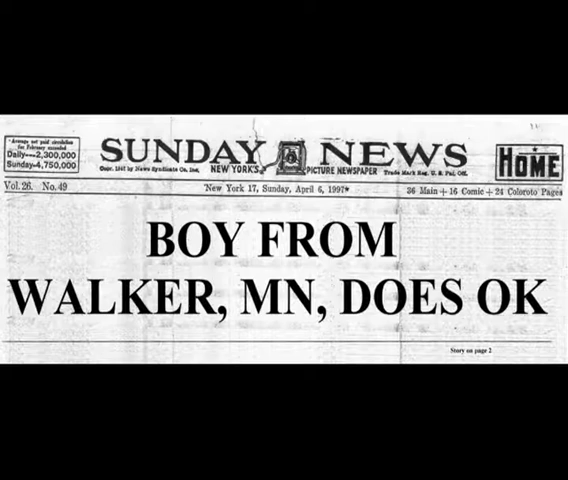 * Average net paid circulation
for February exceeded
Daily---2,300,000
Sunday-4,750,000
SUNDAY NEWS
Copr. 1947 by News Syndicate Co. Inc. NEW YORK'S PICTURE NEWSPAPER Trade Mark Reg. U. S. Pat. Off.
HOME
Vol. 26. No. 49 New York 17, Sunday, April 6, 1997* 36 Main + 16 Comic + 24 Coloroto Pages
BOY FROM
WALKER, MN, DOES OK
Story on page 2